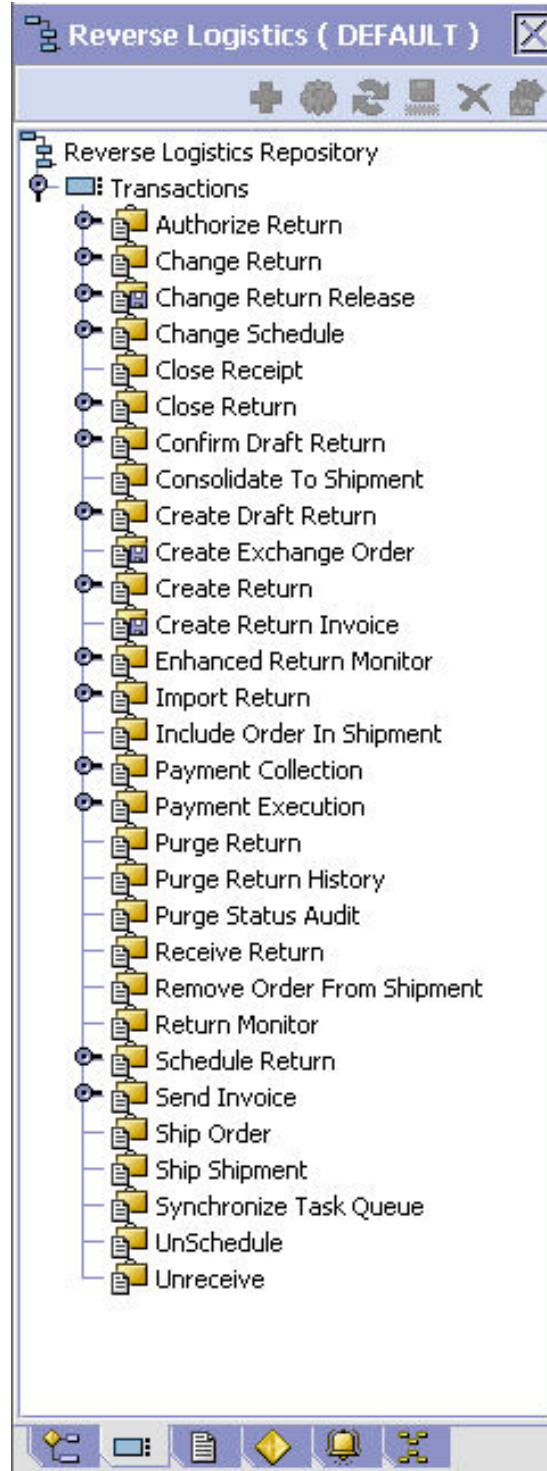 Reverse Logistics ( DEFAULT )
Reverse Logistics Repository
Transactions
Authorize Return
Change Return
Change Return Release
Change Schedule
Close Receipt
Close Return
Confirm Draft Return
Consolidate To Shipment
Create Draft Return
Create Exchange Order
Create Return
Create Return Invoice
Enhanced Return Monitor
Import Return
Include Order In Shipment
Payment Collection
Payment Execution
Purge Return
Purge Return History
Purge Status Audit
Receive Return
Remove Order From Shipment
Return Monitor
Schedule Return
Send Invoice
Ship Order
Ship Shipment
Synchronize Task Queue
UnSchedule
Unreceive